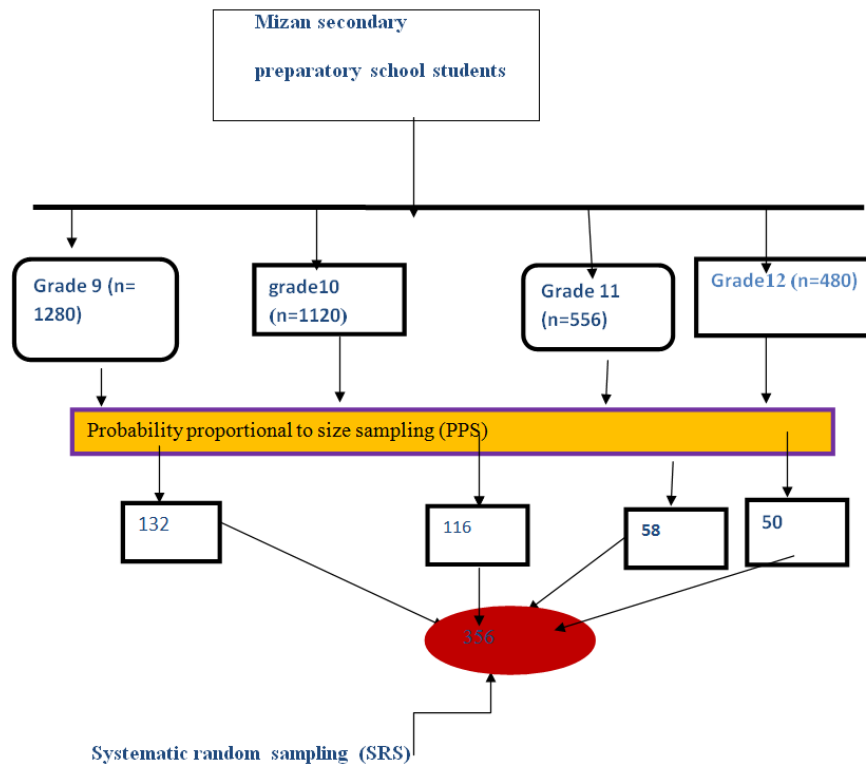 Mizan secondary
preparatory school students
Grade 9 (n=
1280)
grade10
(n=1120)
Grade 11
(n=556)
Grade12 (n=480)
Probability proportional to size sampling (PPS)
132
116
58
50
356
Systematic random sampling (SRS)